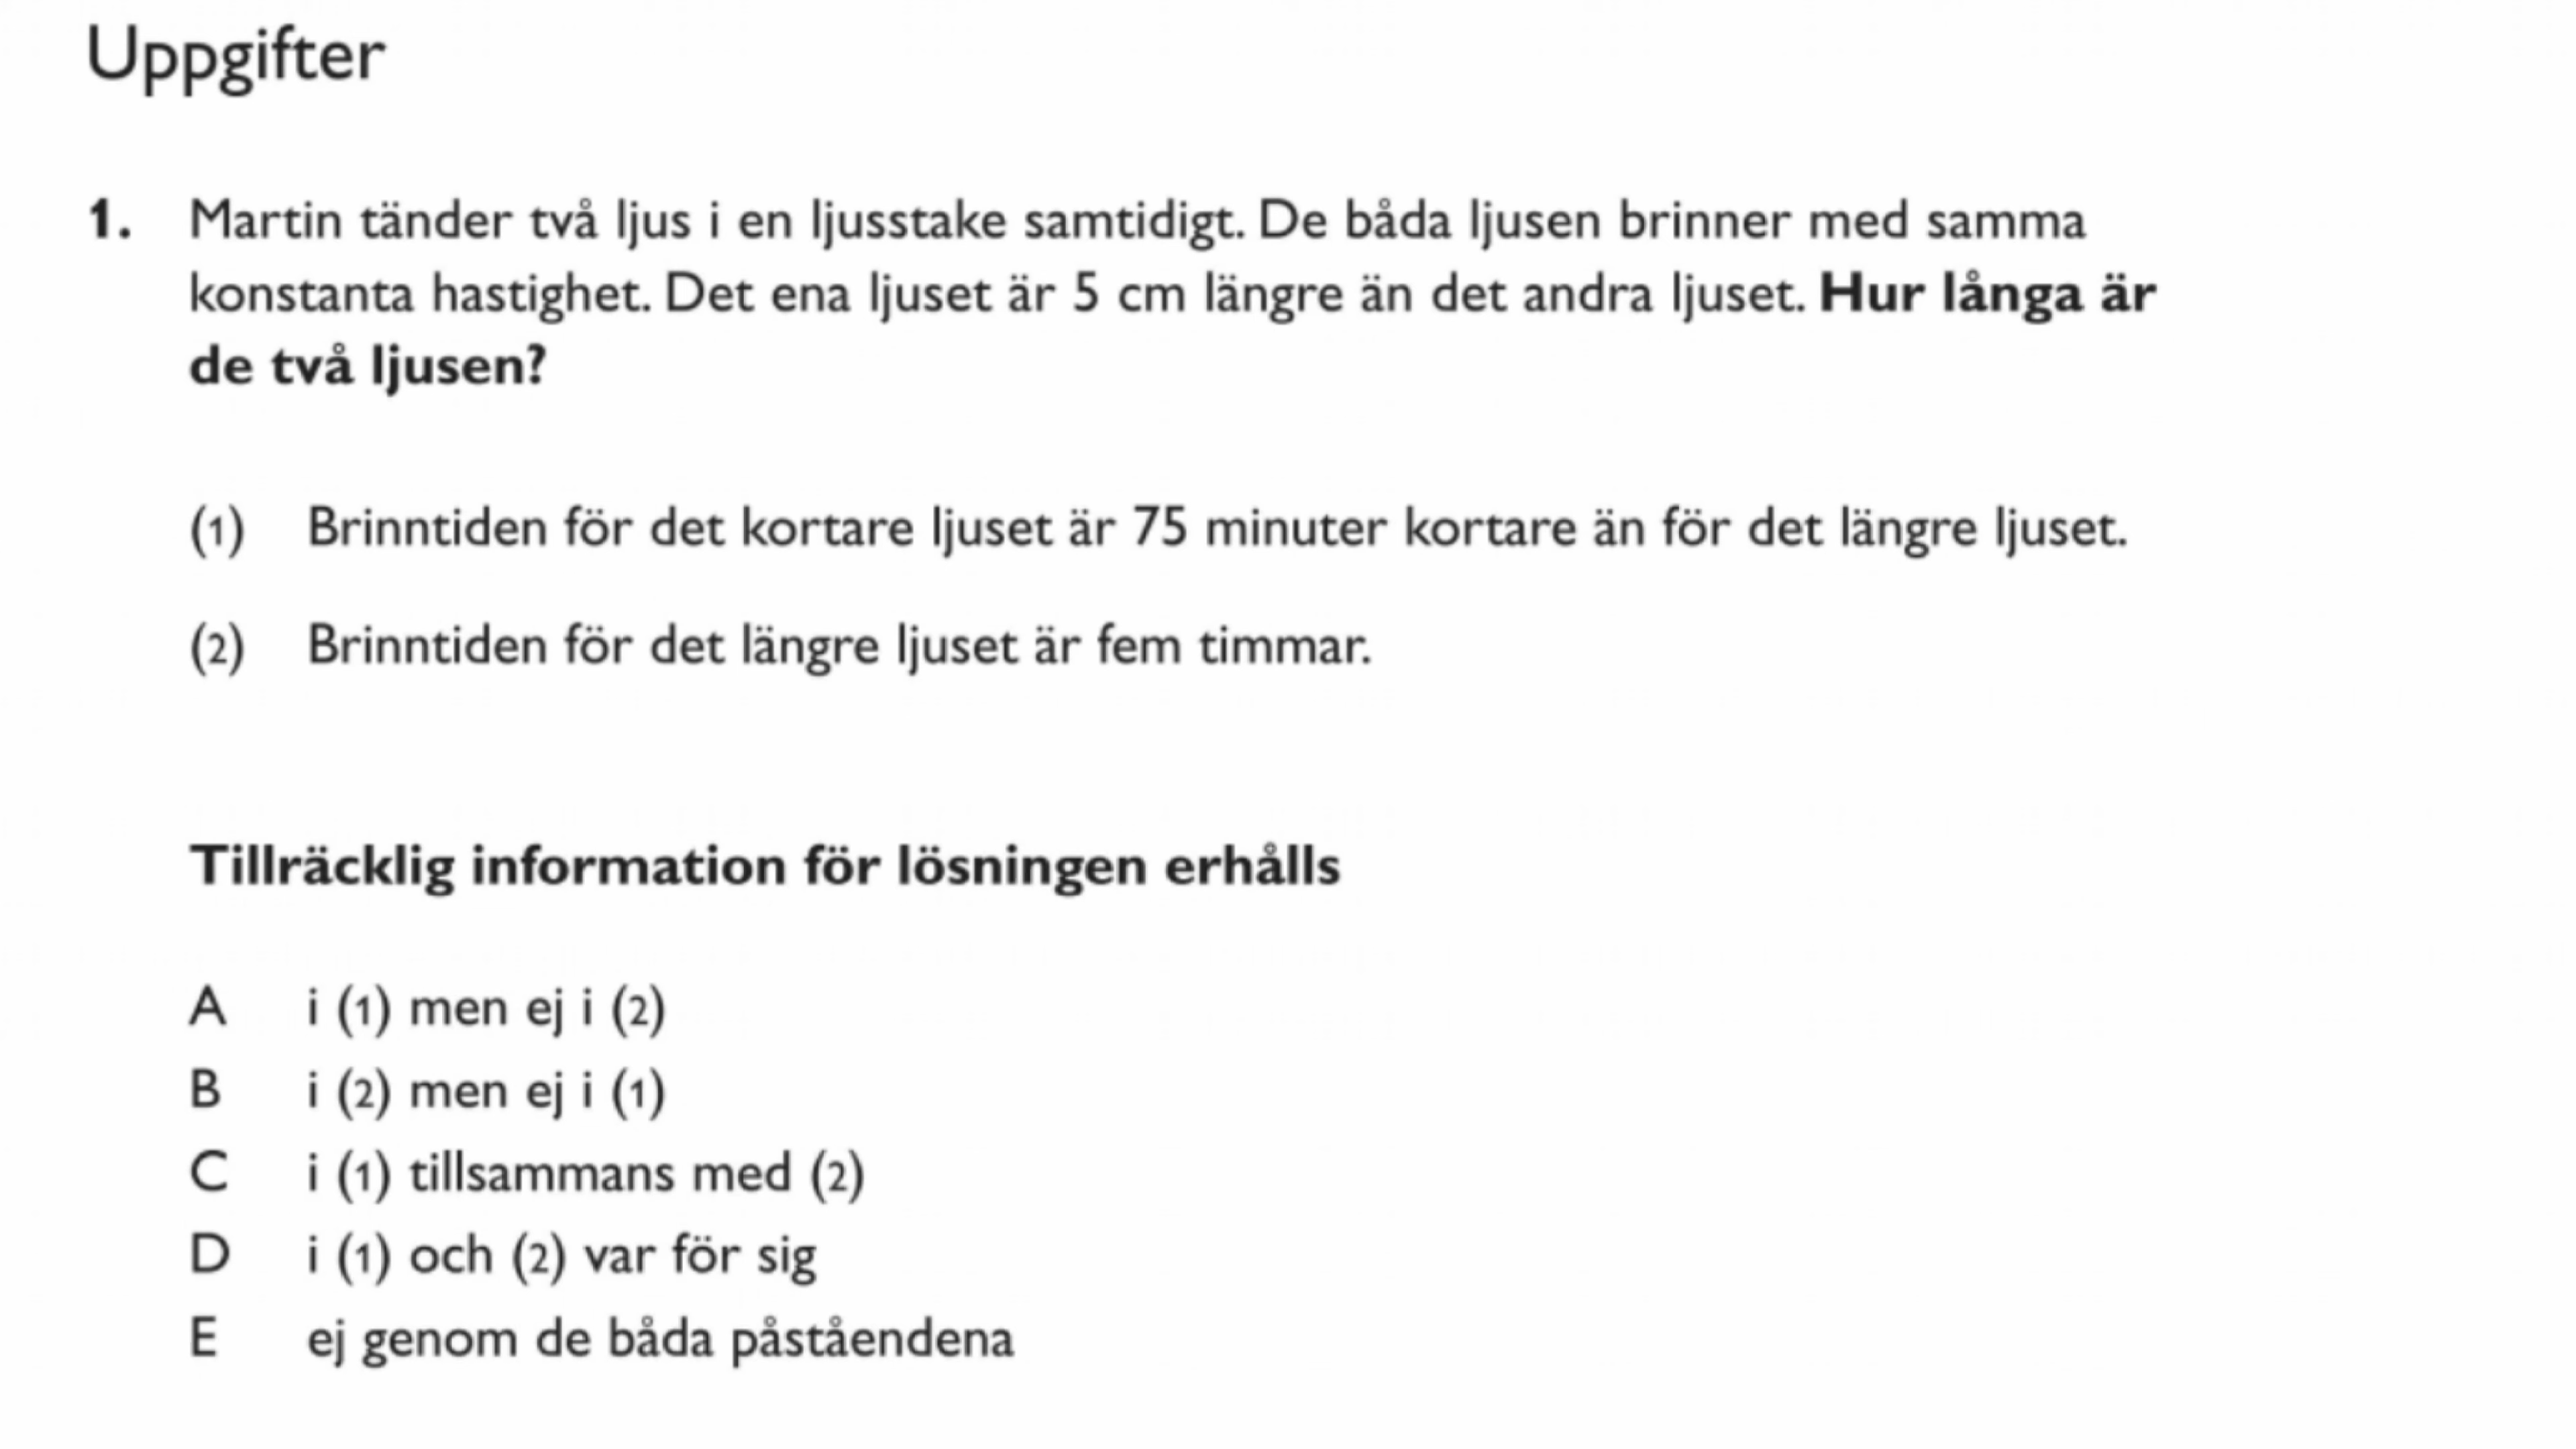 Uppgifter
1. Martin tänder två ljus i en ljusstake samtidigt. De båda ljusen brinner med samma
konstanta hastighet. Det ena ljuset är 5 cm längre än det andra ljuset. Hur långa är
de två ljusen?
(1) Brinntiden för det kortare ljuset är 75 minuter kortare än för det längre ljuset.
(2) Brinntiden för det längre ljuset är fem timmar.
Tillräcklig information för lösningen erhålls
A i (1) men ej i (2)
B i (2) men ej i (1)
C i (1) tillsammans med (2)
D i (1) och (2) var för sig
E ej genom de båda påståendena